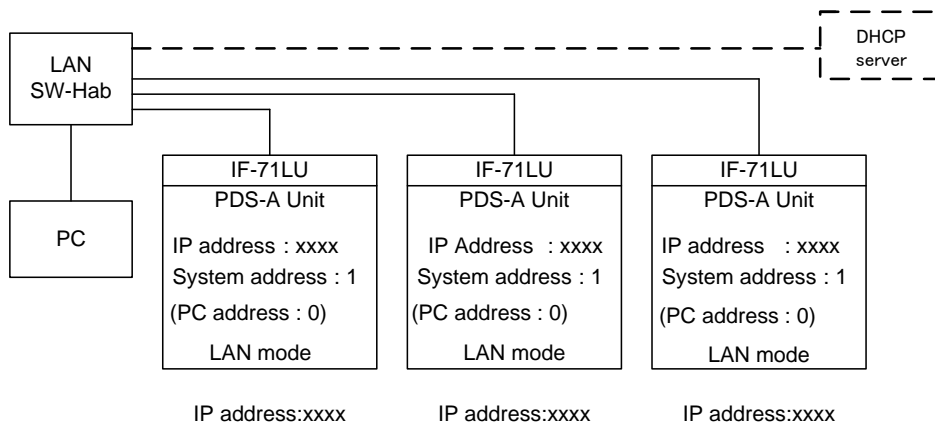 DHCP
server
LAN
SW-Hab
PC
IF-71LU
PDS-A Unit
IP address : xxxx
System address : 1
(PC address : 0)
LAN mode
IP address:xxxx
IF-71LU
PDS-A Unit
IP Address : xxxx
System address : 1
(PC address : 0)
LAN mode
IP address:xxxx
IF-71LU
PDS-A Unit
IP address : xxxx
System address : 1
(PC address : 0)
LAN mode
IP address:xxxx